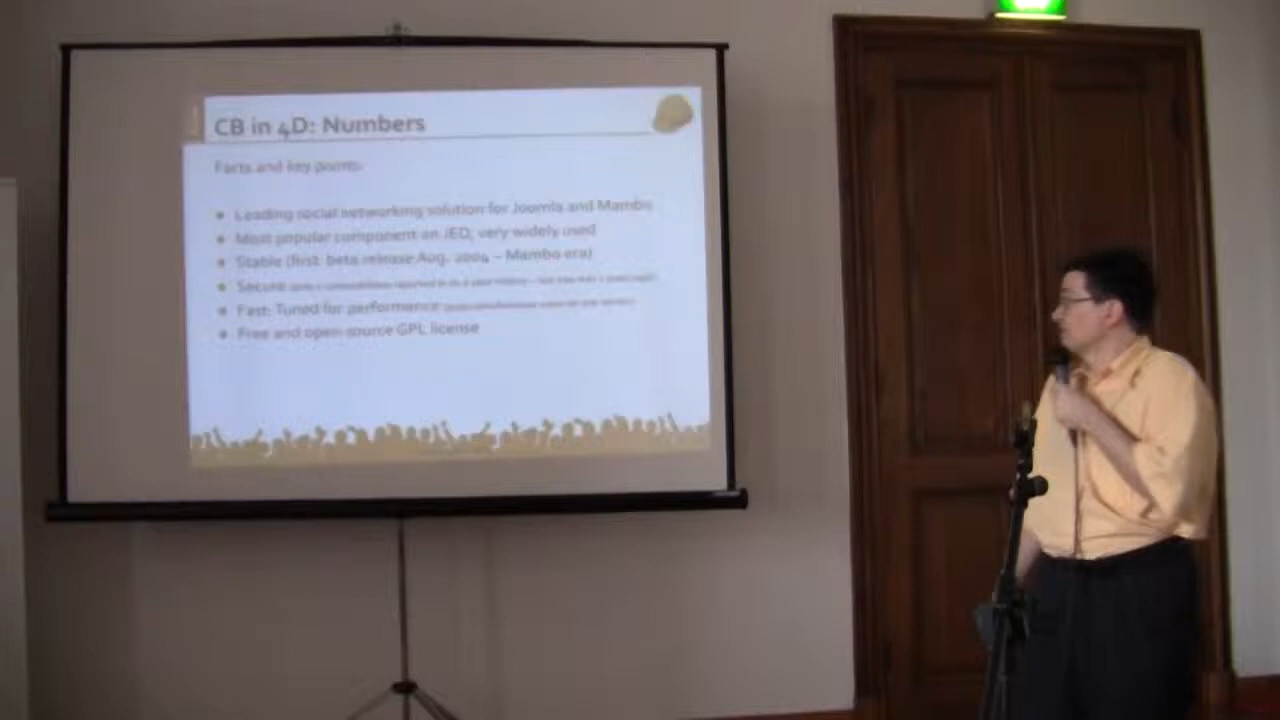 CB in 4D: Numbers
Facts and key points:
Leading social networking solution for Joomla and Mambo
Most popular component on JED, very widely used
Stable (first beta release Aug. 2004 – Mambo era)
Secure
Fast: Tuned for performance
Free and open source GPL license